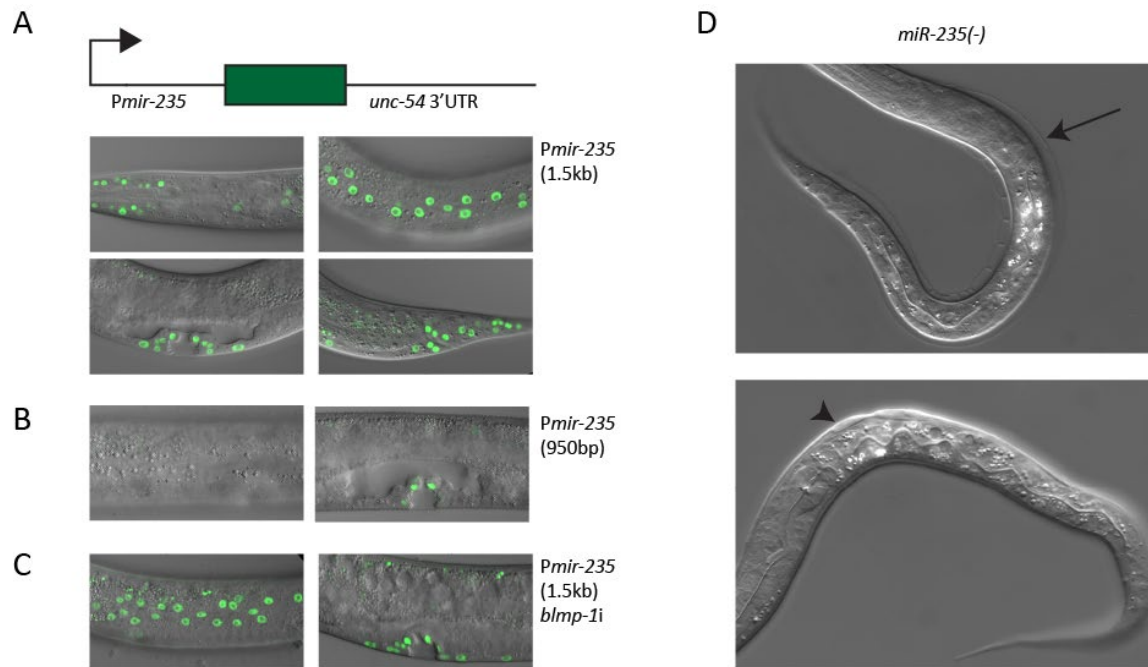 A
Pmir-235
unc-54 3’UTR
Pmir-235
(1.5kb)
B
Pmir-235
(950bp)
C
Pmir-235
(1.5kb)
blmp-1i
D
miR-235(-)